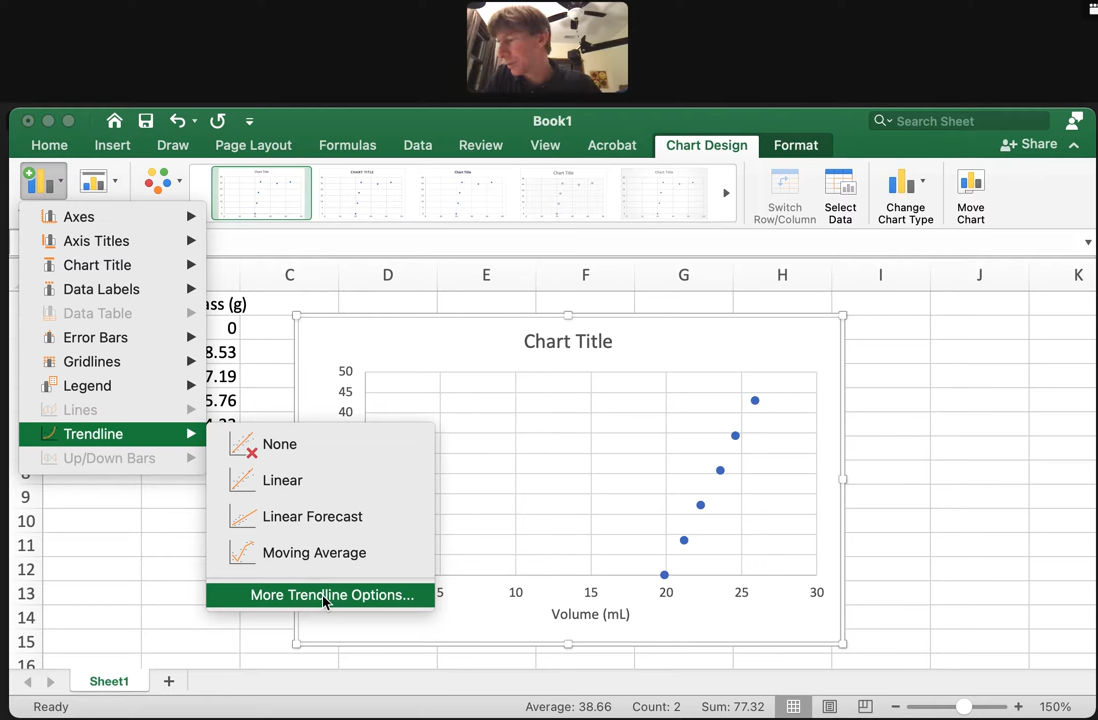 Book1
Search Sheet
Home Insert Draw Page Layout Formulas Data Review View Acrobat Chart Design Format Share
Switch Row/Column
Select Data
Change Chart Type
Move Chart
Axes
Axis Titles
Chart Title
Data Labels
Data Table
Error Bars
Gridlines
Legend
Lines
Trendline
Up/Down Bars
None
Linear
Linear Forecast
Moving Average
More Trendline Options...
C D E F G H I J K
ass (g)
0
8.53
7.19
5.76
9
10
11
12
13
14
15
16
Chart Title
50
45
40
5 10 15 20 25 30
Volume (mL)
Sheet1
Ready Average: 38.66 Count: 2 Sum: 77.32 150%